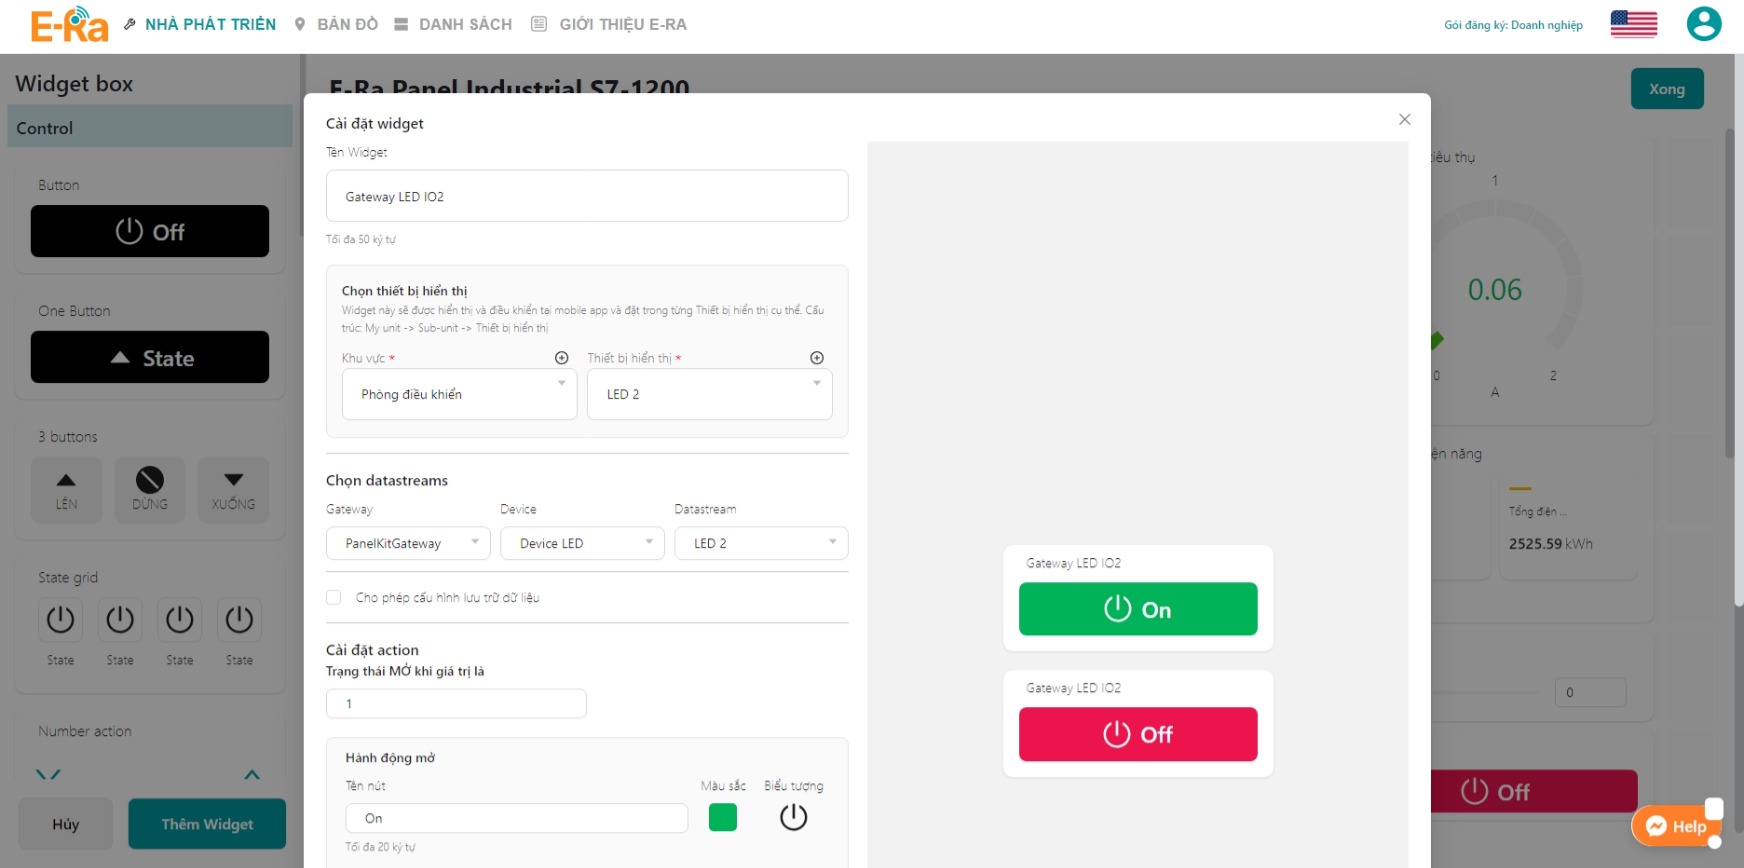 E-Ra
NHÀ PHÁT TRIỂN
BẢN ĐỒ
DANH SÁCH
GIỚI THIỆU E-RA
Gói đăng ký: Doanh nghiệp
Widget box
Control
Button
Off
One Button
State
3 buttons
LÊN
DỪNG
XUỐNG
State grid
State
State
State
State
Number action
Hủy
Thêm Widget
E-Ra Panel Industrial S7-1200
Xong
Cài đặt widget
Tên Widget
Gateway LED IO2
Tối đa 50 ký tự
Chọn thiết bị hiển thị
Widget này sẽ được hiển thị và điều khiển tại mobile app và đặt trong từng Thiết bị hiển thị cụ thể. Cấu
trúc: My unit -> Sub-unit -> Thiết bị hiển thị
Khu vực *
Thiết bị hiển thị *
Phòng điều khiển
LED 2
Chọn datastreams
Gateway
Device
Datastream
PanelKitGateway
Device LED
LED 2
Cho phép cấu hình lưu trữ dữ liệu
Cài đặt action
Trạng thái MỞ khi giá trị là
1
Hành động mở
Tên nút
Màu sắc
Biểu tượng
On
Tối đa 20 ký tự
Gateway LED IO2
On
Gateway LED IO2
Off
tiêu thụ
1
0.06
0
2
A
ện năng
Tổng điện ...
2525.59 kWh
0
Off
Help